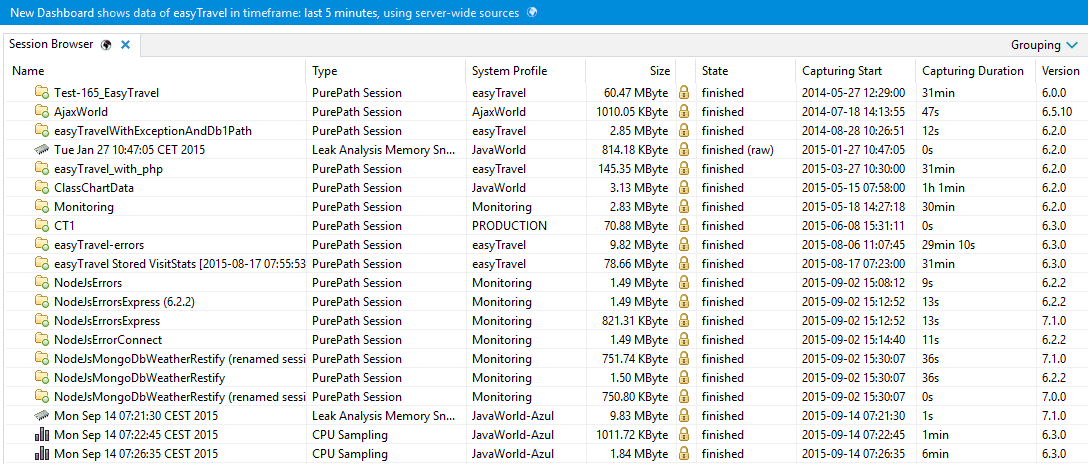 New Dashboard shows data of easyTravel in timeframe: last 5 minutes, using server-wide sources
Session Browser
Grouping
Name Type System Profile Size State Capturing Start Capturing Duration Version
Test-165_EasyTravel PurePath Session easyTravel 60.47 MByte finished 2014-05-27 12:29:00 31min 6.0.0
AjaxWorld PurePath Session AjaxWorld 1010.05 KByte finished 2014-07-18 14:13:55 47s 6.5.10
easyTravelWithExceptionAndDb1Path PurePath Session easyTravel 2.85 MByte finished 2014-08-28 10:26:51 12s 6.2.0
Tue Jan 27 10:47:05 CET 2015 Leak Analysis Memory Sn... JavaWorld 814.18 KByte finished (raw) 2015-01-27 10:47:05 0s 6.2.0
easyTravel_with_php PurePath Session easyTravel 145.35 MByte finished 2015-03-27 10:30:00 31min 6.2.0
ClassChartData PurePath Session JavaWorld 3.13 MByte finished 2015-05-15 07:58:00 1h 1min 6.2.0
Monitoring PurePath Session Monitoring 2.83 MByte finished 2015-05-18 14:27:18 30min 6.2.0
CT1 PurePath Session PRODUCTION 70.88 MByte finished 2015-06-08 15:31:11 0s 6.3.0
easyTravel-errors PurePath Session easyTravel 9.82 MByte finished 2015-08-06 11:07:45 29min 10s 6.3.0
easyTravel Stored VisitStats [2015-08-17 07:55:53 PurePath Session easyTravel 78.66 MByte finished 2015-08-17 07:23:00 31min 6.3.0
NodeJsErrors PurePath Session Monitoring 1.49 MByte finished 2015-09-02 15:08:12 9s 6.2.2
NodeJsErrorsExpress (6.2.2) PurePath Session Monitoring 1.49 MByte finished 2015-09-02 15:12:52 13s 6.2.2
NodeJsErrorsExpress PurePath Session Monitoring 821.31 KByte finished 2015-09-02 15:12:52 13s 7.1.0
NodeJsErrorConnect PurePath Session Monitoring 1.49 MByte finished 2015-09-02 15:14:40 11s 6.2.2
NodeJsMongoDbWeatherRestify (renamed sessi PurePath Session Monitoring 751.74 KByte finished 2015-09-02 15:30:07 36s 7.1.0
NodeJsMongoDbWeatherRestify PurePath Session Monitoring 1.50 MByte finished 2015-09-02 15:30:07 36s 6.2.2
NodeJsMongoDbWeatherRestify (renamed sessi PurePath Session Monitoring 750.80 KByte finished 2015-09-02 15:30:07 0s 7.0.0
Mon Sep 14 07:21:30 CEST 2015 Leak Analysis Memory Sn... JavaWorld-Azul 9.83 MByte finished 2015-09-14 07:21:30 1s 7.1.0
Mon Sep 14 07:22:45 CEST 2015 CPU Sampling JavaWorld-Azul 1011.72 KByte finished 2015-09-14 07:22:45 1min 6.3.0
Mon Sep 14 07:26:35 CEST 2015 CPU Sampling JavaWorld-Azul 1.84 MByte finished 2015-09-14 07:26:35 6min 6.3.0